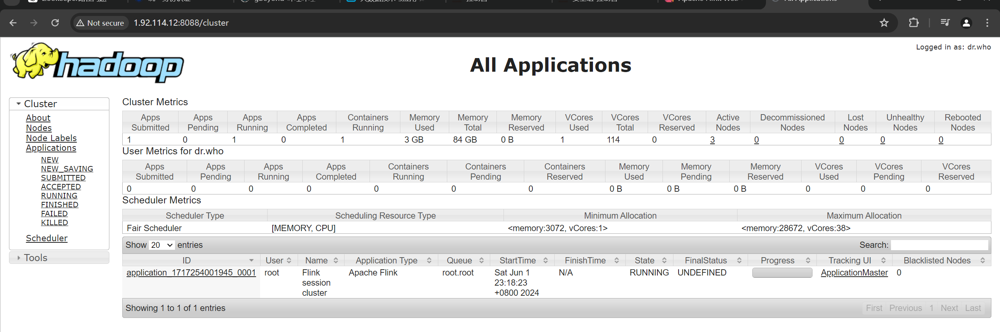 Not secure 1.92.114.12:8088/cluster
Logged in as: dr.who
hadoop
All Applications
Cluster
About
Nodes
Node Labels
Applications
NEW
NEW_SAVING
SUBMITTED
ACCEPTED
RUNNING
FINISHED
FAILED
KILLED
Scheduler
Tools
Cluster Metrics
Apps Submitted Apps Pending Apps Running Apps Completed Containers Running Memory Used Memory Total Memory Reserved VCores Used VCores Total VCores Reserved Active Nodes Decommissioned Nodes Lost Nodes Unhealthy Nodes Rebooted Nodes
1 0 1 0 1 3 GB 84 GB 0 B 1 114 0 3 0 0 0 0
User Metrics for dr.who
Apps Submitted Apps Pending Apps Running Apps Completed Containers Running Containers Pending Containers Reserved Memory Used Memory Pending Memory Reserved VCores Used VCores Pending VCores Reserved
0 0 0 0 0 0 0 0 B 0 B 0 B 0 0 0
Scheduler Metrics
Scheduler Type Scheduling Resource Type Minimum Allocation Maximum Allocation
Fair Scheduler [MEMORY, CPU] <memory:3072, vCores:1> <memory:28672, vCores:38>
Show 20 entries Search:
ID User Name Application Type Queue StartTime FinishTime State FinalStatus Progress Tracking UI Blacklisted Nodes
application_1717254001945_0001 root Flink session cluster Apache Flink root.root Sat Jun 1 23:18:23 +0800 2024 N/A RUNNING UNDEFINED ApplicationMaster 0
Showing 1 to 1 of 1 entries First Previous 1 Next Last